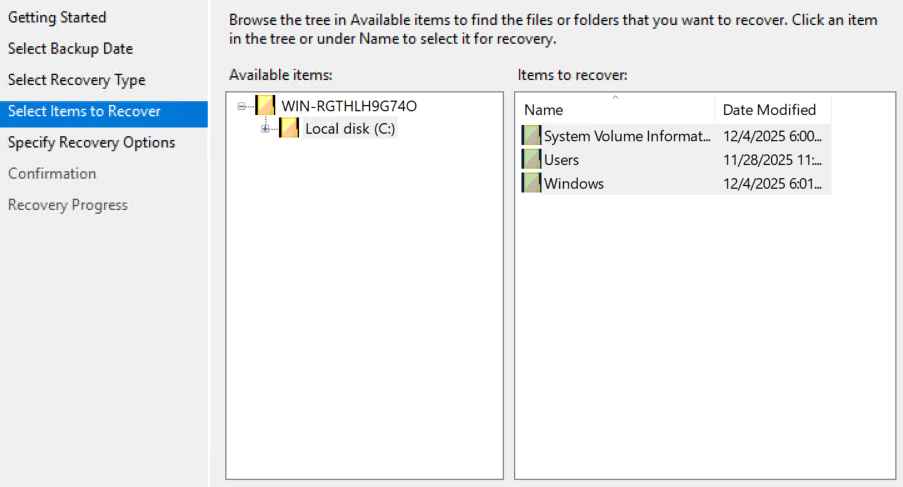 Getting Started
Select Backup Date
Select Recovery Type
Select Items to Recover
Specify Recovery Options
Confirmation
Recovery Progress
Browse the tree in Available items to find the files or folders that you want to recover. Click an item
in the tree or under Name to select it for recovery.
Available items:
WIN-RGTHLH9G74O
Local disk (C:)
Items to recover:
Name Date Modified
System Volume Informat... 12/4/2025 6:00...
Users 11/28/2025 11:...
Windows 12/4/2025 6:01...